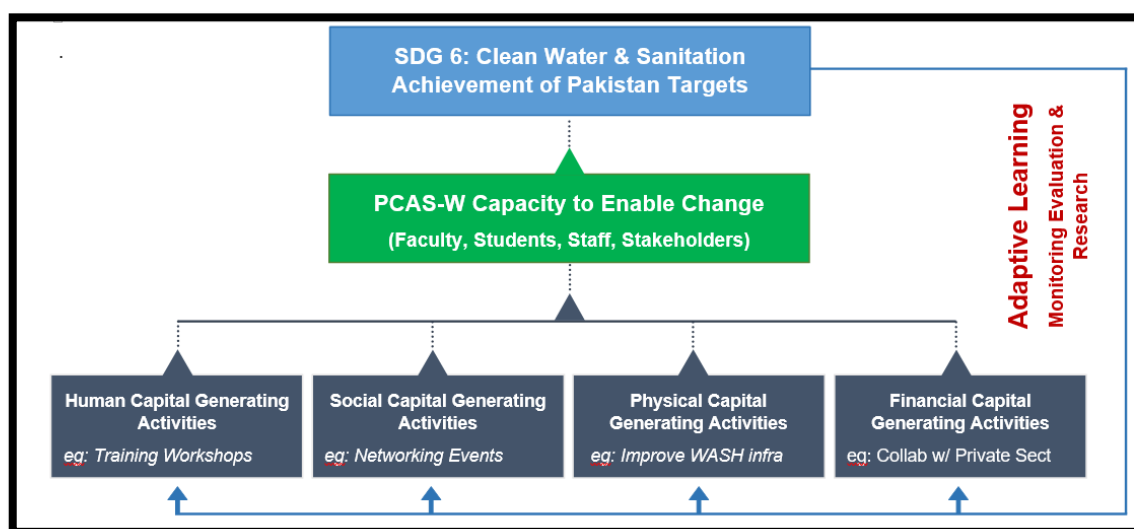 SDG 6: Clean Water & Sanitation
Achievement of Pakistan Targets
PCAS-W Capacity to Enable Change
(Faculty, Students, Staff, Stakeholders)
Human Capital Generating
Activities
eg: Training Workshops
Social Capital Generating
Activities
eg: Networking Events
Physical Capital
Generating Activities
eg: Improve WASH infra
Financial Capital
Generating Activities
eg: Collab w/ Private Sect
Adaptive Learning
Monitoring Evaluation &
Research